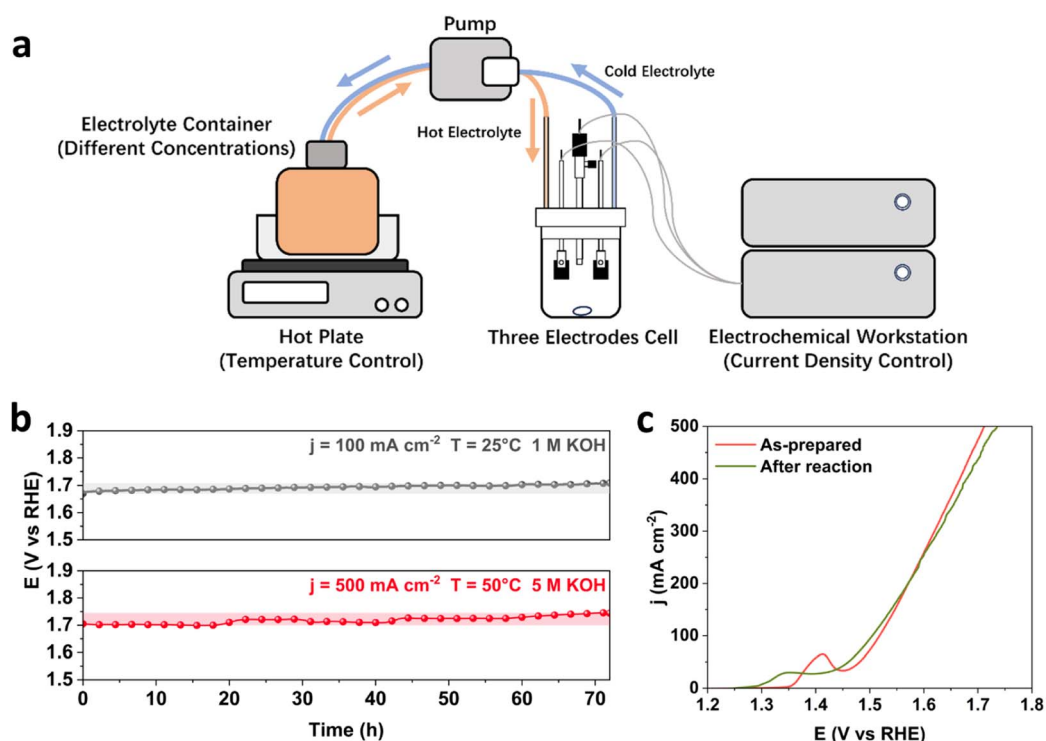 a
Pump
Cold Electrolyte
Hot Electrolyte
Electrolyte Container
(Different Concentrations)
Hot Plate
(Temperature Control)
Three Electrodes Cell
Electrochemical Workstation
(Current Density Control)
b
E (V vs RHE)
1.9
1.8
1.7
1.6
1.5
j = 100 mA cm⁻² T = 25°C 1 M KOH
1.9
1.8
1.7
1.6
1.5
j = 500 mA cm⁻² T = 50°C 5 M KOH
0 10 20 30 40 50 60 70
Time (h)
c
j (mA cm⁻²)
500
400
300
200
100
0
As-prepared
After reaction
1.2 1.3 1.4 1.5 1.6 1.7 1.8
E (V vs RHE)